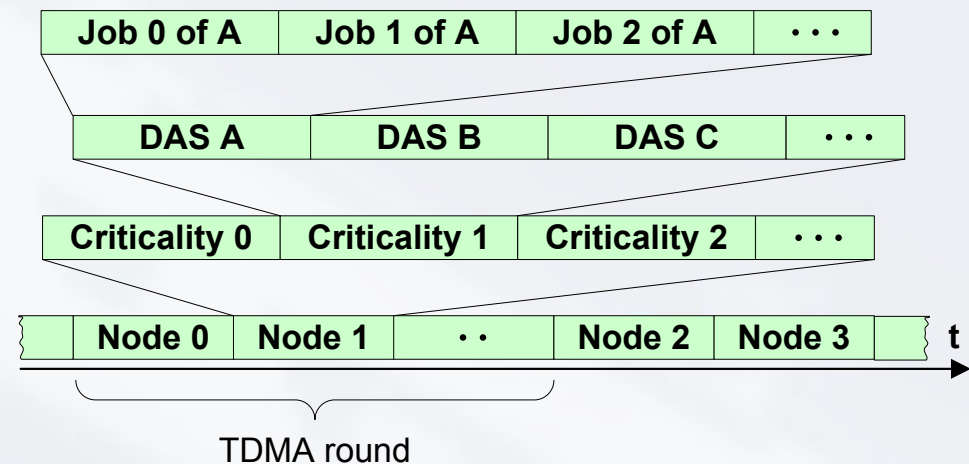 Job 0 of A Job 1 of A Job 2 of A · · ·
DAS A DAS B DAS C · · ·
Criticality 0 Criticality 1 Criticality 2 · · ·
Node 0 Node 1 · · Node 2 Node 3 t
TDMA round